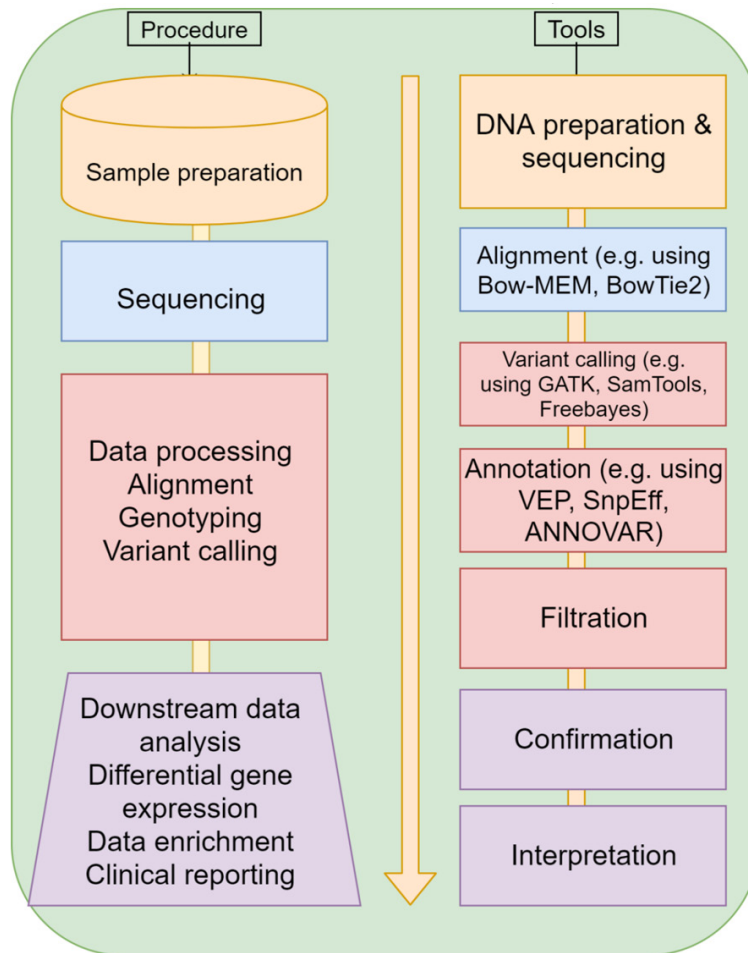 Procedure
Sample preparation
Sequencing
Data processing
Alignment
Genotyping
Variant calling
Downstream data
analysis
Differential gene
expression
Data enrichment
Clinical reporting
Tools
DNA preparation &
sequencing
Alignment (e.g. using
Bow-MEM, BowTie2)
Variant calling (e.g.
using GATK, SamTools,
Freebayes)
Annotation (e.g. using
VEP, SnpEff,
ANNOVAR)
Filtration
Confirmation
Interpretation